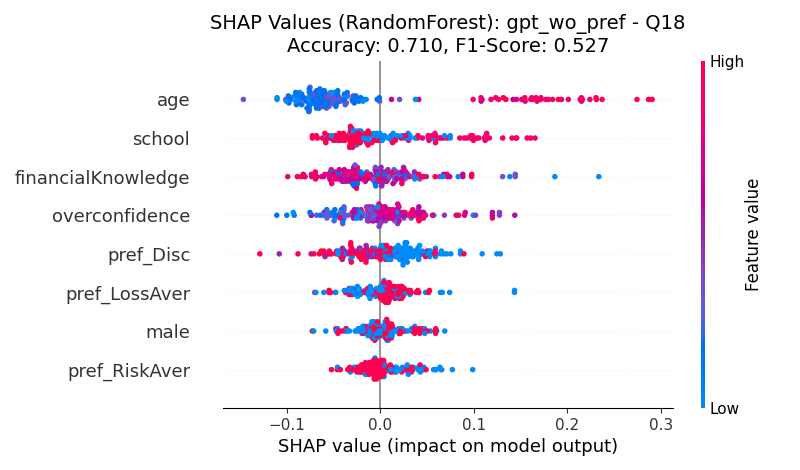 SHAP Values (RandomForest): gpt_wo_pref - Q18
Accuracy: 0.710, F1-Score: 0.527
High
age
school
financialKnowledge
overconfidence
pref_Disc
pref_LossAver
male
pref_RiskAver
Feature value
Low
−0.1 0.0 0.1 0.2 0.3
SHAP value (impact on model output)